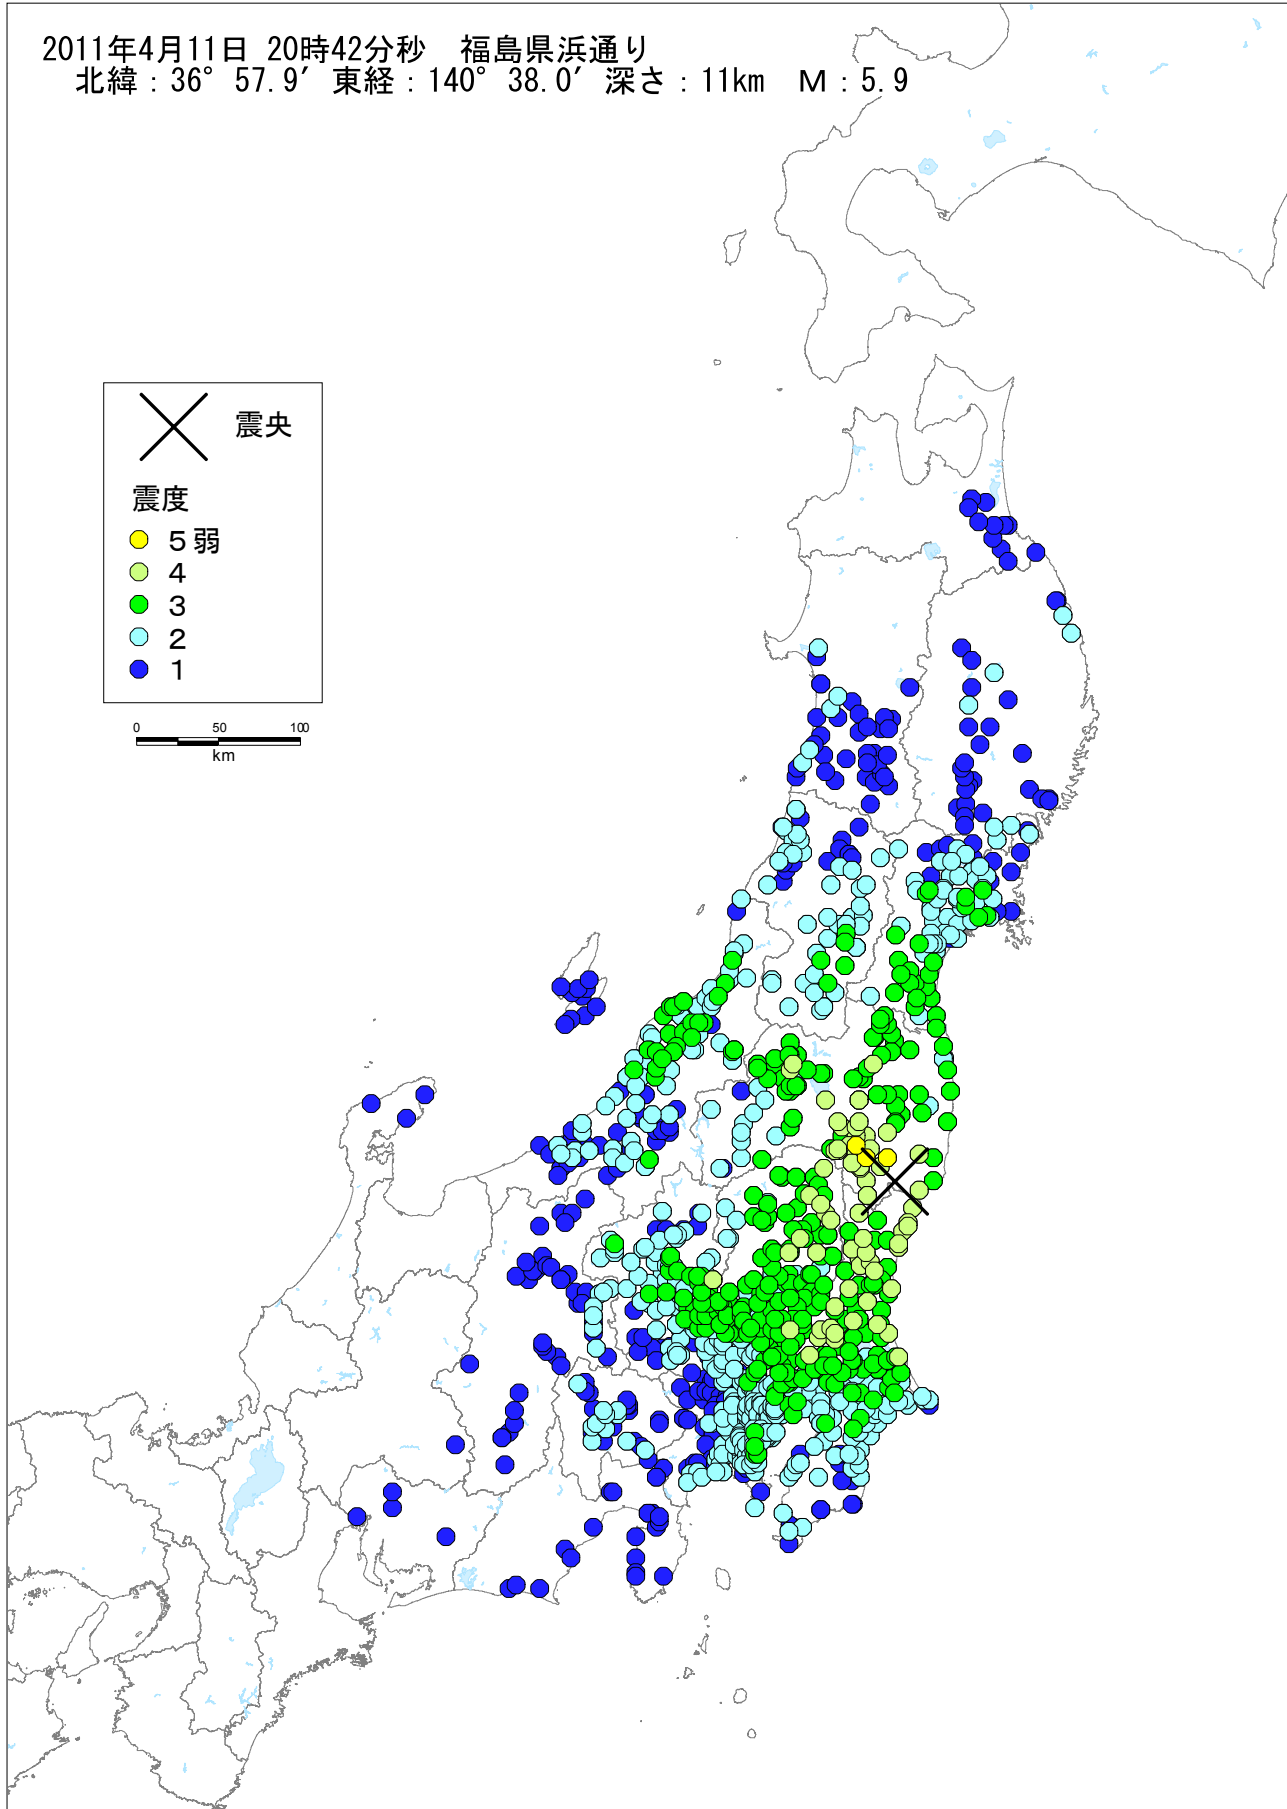 2011年4月11日 20時42分秒　福島県浜通り
北緯：36°57.9′ 東経：140°38.0′ 深さ：11km　M：5.9
震央
震度
５弱
４
３
２
１
0 50 100
km